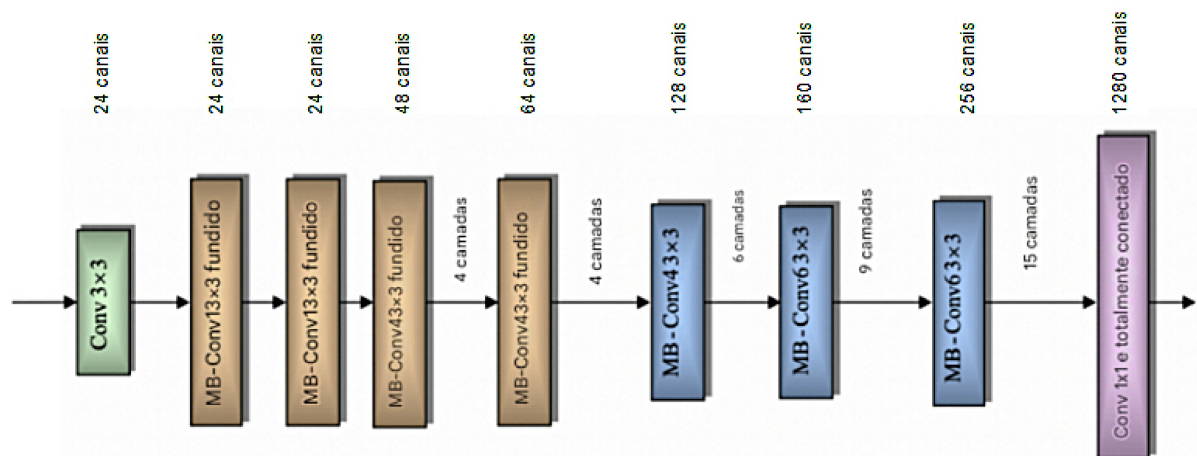 24 canais
24 canais
24 canais
48 canais
64 canais
128 canais
160 canais
256 canais
1280 canais
Conv 3×3
MB-Conv13×3 fundido
MB-Conv13×3 fundido
MB-Conv43×3 fundido
4 camadas
MB-Conv43×3 fundido
4 camadas
MB-Conv4 3×3
6 camadas
MB-Conv6 3×3
9 camadas
MB-Conv6 3×3
15 camadas
Conv 1x1 e totalmente conectado